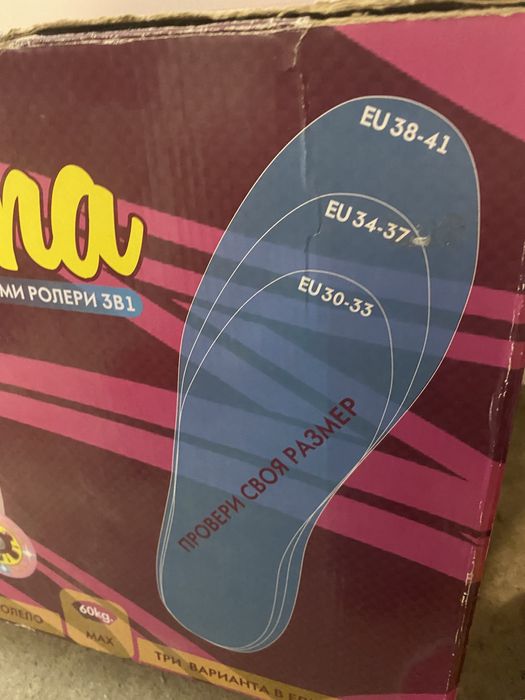 EU 38-41
EU 34-37
EU 30-33
na
МИ РОЛЕРИ 3В1
ПРОВЕРИ СВОЯ РАЗМЕР
60kg.
MAX
ТРИ ВАРИАНТА В